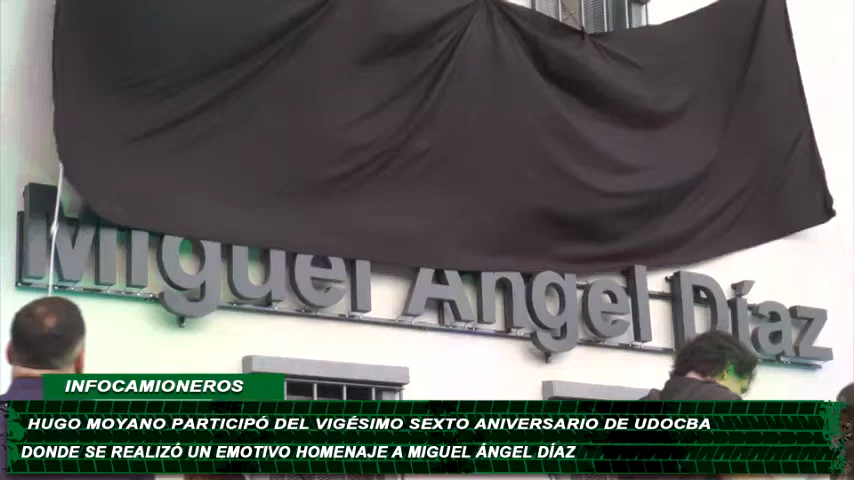 Miguel Ángel Díaz
INFOCAMIONEROS
HUGO MOYANO PARTICIPÓ DEL VIGÉSIMO SEXTO ANIVERSARIO DE UDOCBA
DONDE SE REALIZÓ UN EMOTIVO HOMENAJE A MIGUEL ÁNGEL DÍAZ